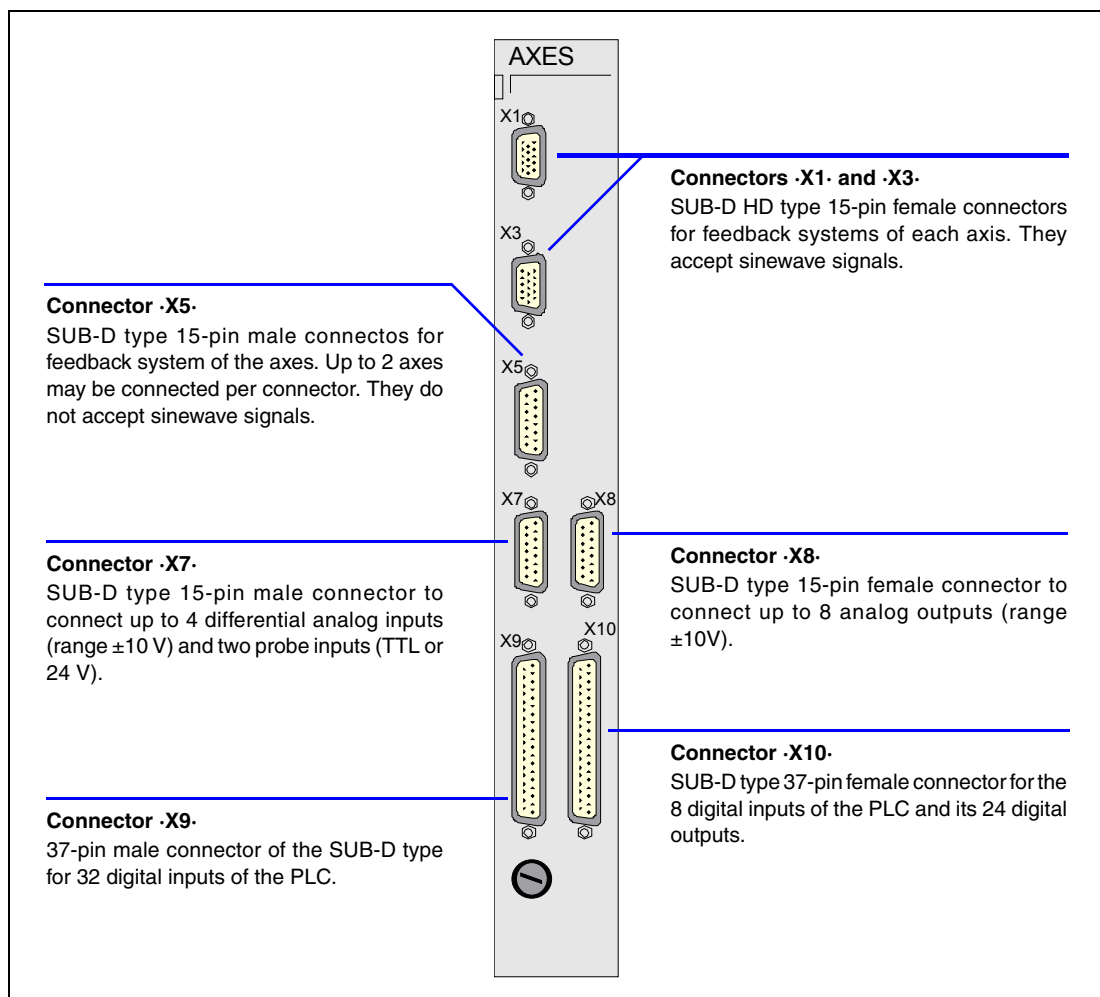 AXES
X1
X3
X5
X7
X8
X9
X10
Connectors ·X1· and ·X3·
SUB-D HD type 15-pin female connectors
for feedback systems of each axis. They
accept sinewave signals.
Connector ·X5·
SUB-D type 15-pin male connectos for
feedback system of the axes. Up to 2 axes
may be connected per connector. They do
not accept sinewave signals.
Connector ·X7·
SUB-D type 15-pin male connector to
connect up to 4 differential analog inputs
(range ±10 V) and two probe inputs (TTL or
24 V).
Connector ·X8·
SUB-D type 15-pin female connector to
connect up to 8 analog outputs (range
±10V).
Connector ·X10·
SUB-D type 37-pin female connector for the
8 digital inputs of the PLC and its 24 digital
outputs.
Connector ·X9·
37-pin male connector of the SUB-D type
for 32 digital inputs of the PLC.